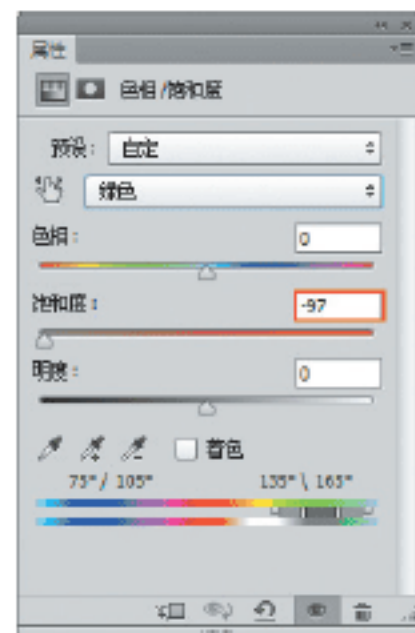 属性
色相/饱和度
预设： 自定
绿色
色相： 0
饱和度： -97
明度： 0
着色
75°/ 105° 135°\ 165°